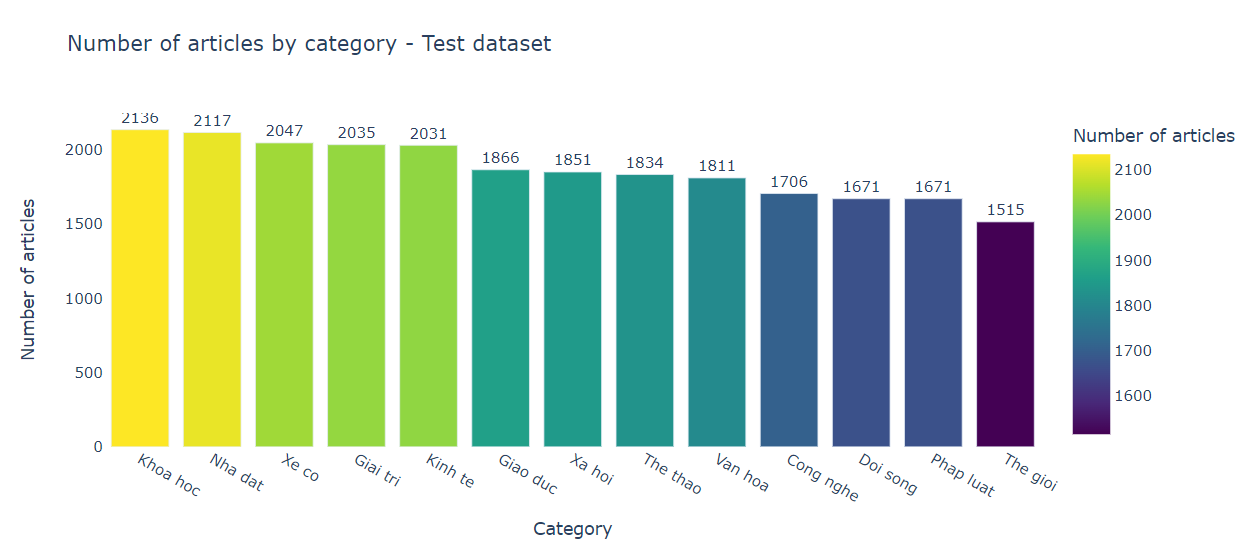 Number of articles by category - Test dataset
2136
2117
2047
2035
2031
1866
1851
1834
1811
1706
1671
1671
1515
Number of articles
2000
1500
1000
500
0
Number of articles
2100
2000
1900
1800
1700
1600
Khoa hoc
Nha dat
Xe co
Giai tri
Kinh te
Giao duc
Xa hoi
The thao
Van hoa
Cong nghe
Doi song
Phap luat
The gioi
Category